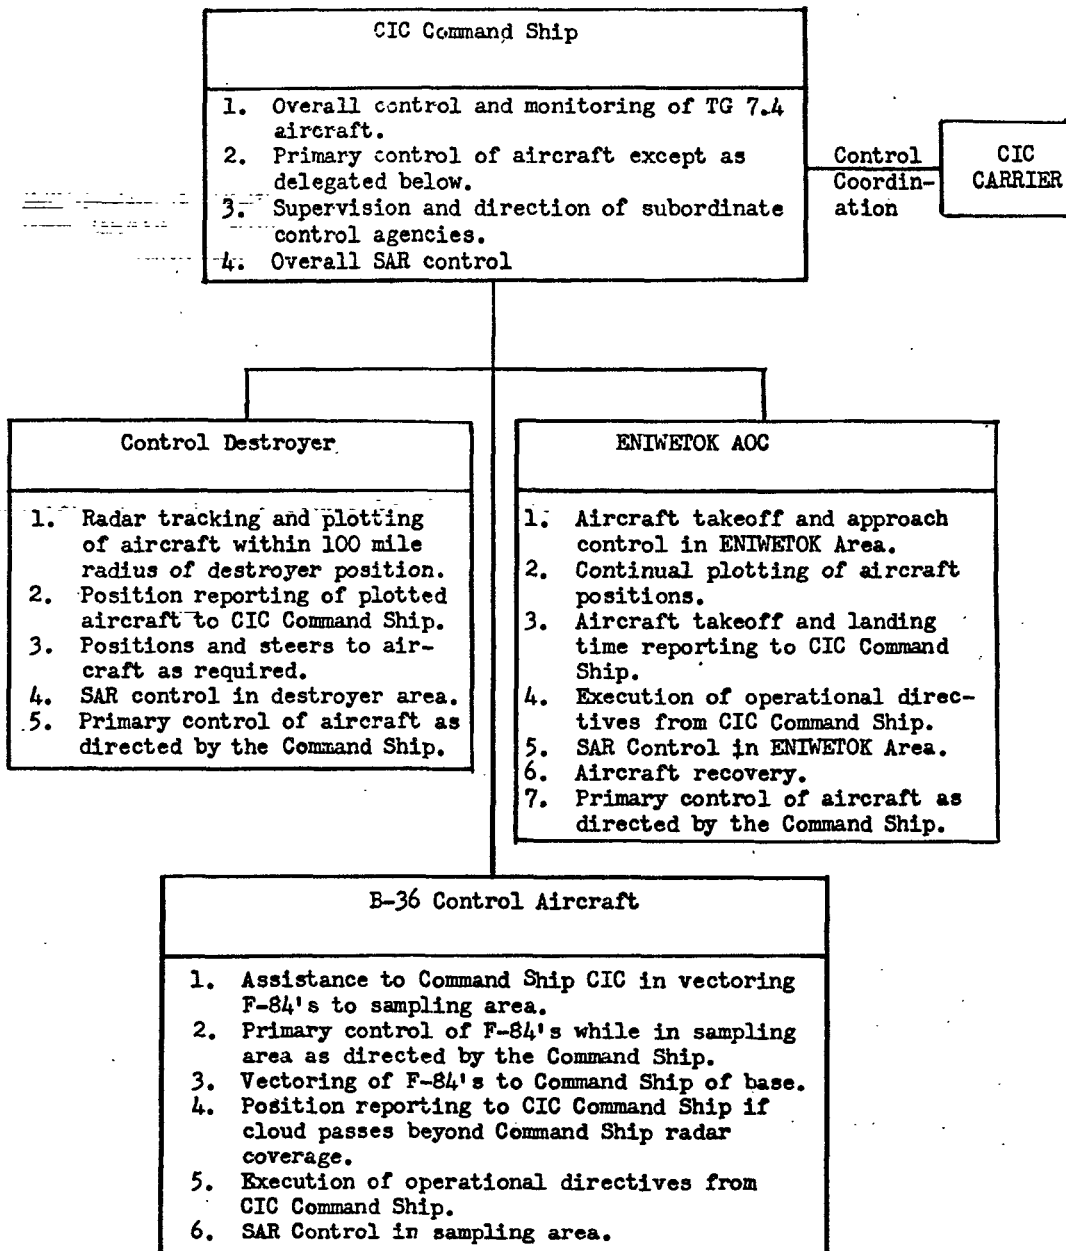 CIC Command Ship
1. Overall control and monitoring of TG 7.4
aircraft.
2. Primary control of aircraft except as
delegated below.
3. Supervision and direction of subordinate
control agencies.
4. Overall SAR control
Control
Coordin-
ation
CIC
CARRIER
Control Destroyer
1. Radar tracking and plotting
of aircraft within 100 mile
radius of destroyer position.
2. Position reporting of plotted
aircraft to CIC Command Ship.
3. Positions and steers to air-
craft as required.
4. SAR control in destroyer area.
5. Primary control of aircraft as
directed by the Command Ship.
ENIWETOK AOC
1. Aircraft takeoff and approach
control in ENIWETOK Area.
2. Continual plotting of aircraft
positions.
3. Aircraft takeoff and landing
time reporting to CIC Command
Ship.
4. Execution of operational direc-
tives from CIC Command Ship.
5. SAR Control in ENIWETOK Area.
6. Aircraft recovery.
7. Primary control of aircraft as
directed by the Command Ship.
B-36 Control Aircraft
1. Assistance to Command Ship CIC in vectoring
F-84's to sampling area.
2. Primary control of F-84's while in sampling
area as directed by the Command Ship.
3. Vectoring of F-84's to Command Ship of base.
4. Position reporting to CIC Command Ship if
cloud passes beyond Command Ship radar
coverage.
5. Execution of operational directives from
CIC Command Ship.
6. SAR Control in sampling area.